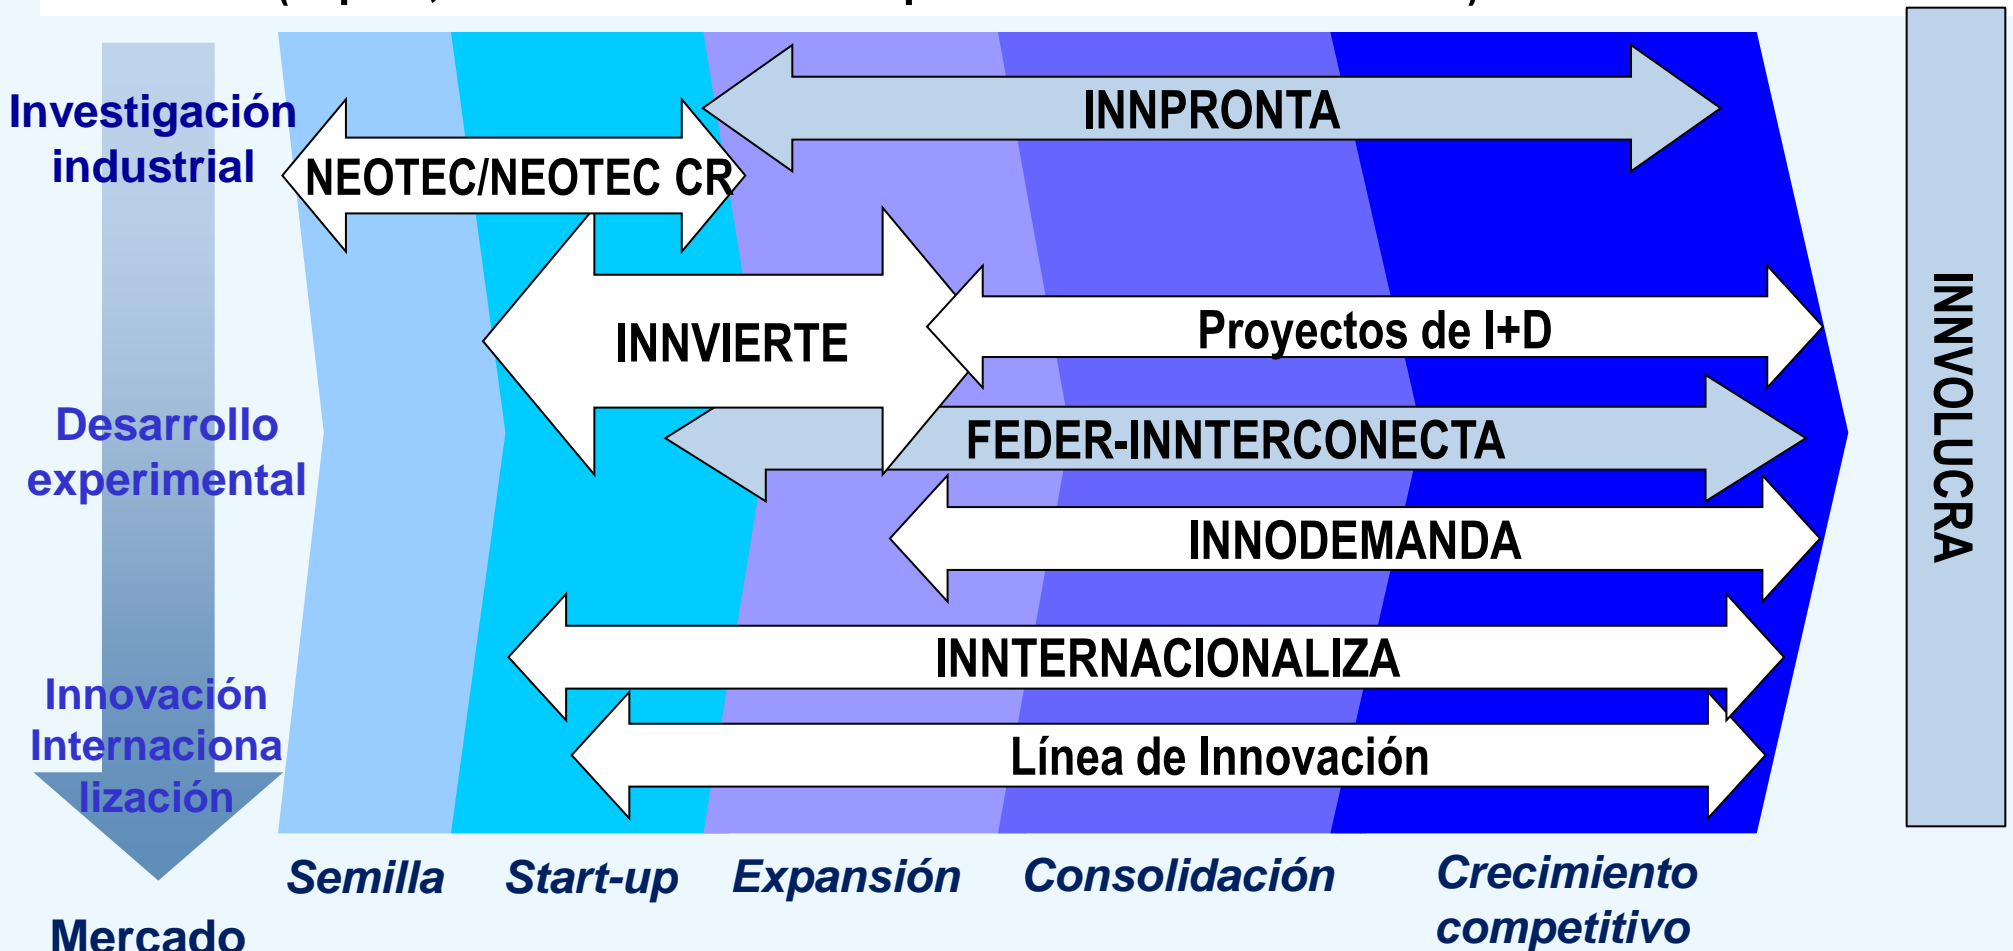 Investigación
industrial
INNPRONTA
NEOTEC/NEOTEC CR
INNVIERTE
Proyectos de I+D
Desarrollo
experimental
FEDER-INNTERCONECTA
INNODEMANDA
INNTERNACIONALIZA
Innovación
Internaciona
lización
Línea de Innovación
INNVOLUCRA
Semilla
Start-up
Expansión
Consolidación
Crecimiento
competitivo
Mercado